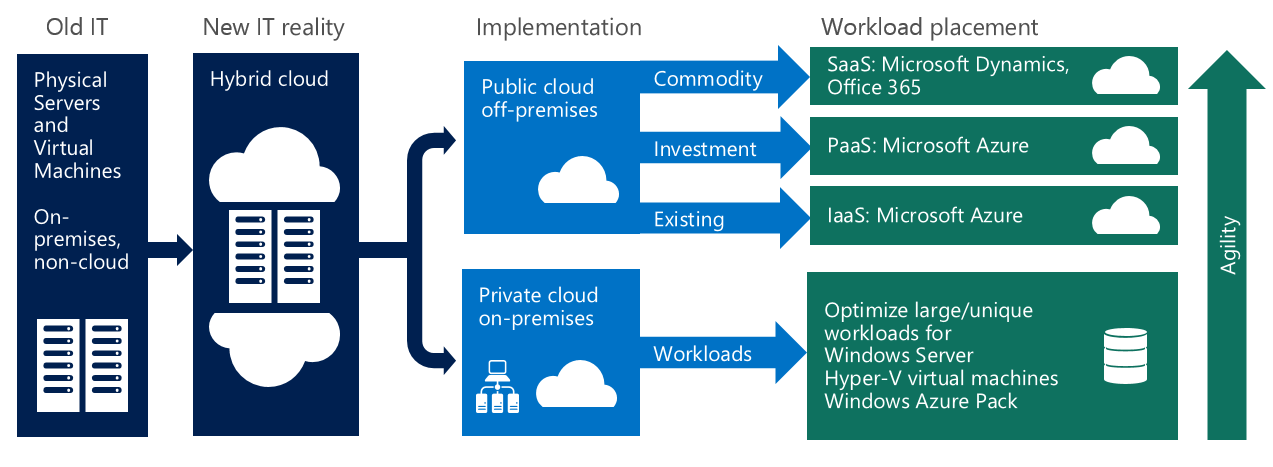 Old IT
New IT reality
Implementation
Workload placement
Physical
Servers
and
Virtual
Machines
On-
premises,
non-cloud
Hybrid cloud
Public cloud
off-premises
Commodity
Investment
Existing
SaaS: Microsoft Dynamics,
Office 365
PaaS: Microsoft Azure
IaaS: Microsoft Azure
Private cloud
on-premises
Workloads
Optimize large/unique
workloads for
Windows Server
Hyper-V virtual machines
Windows Azure Pack
Agility